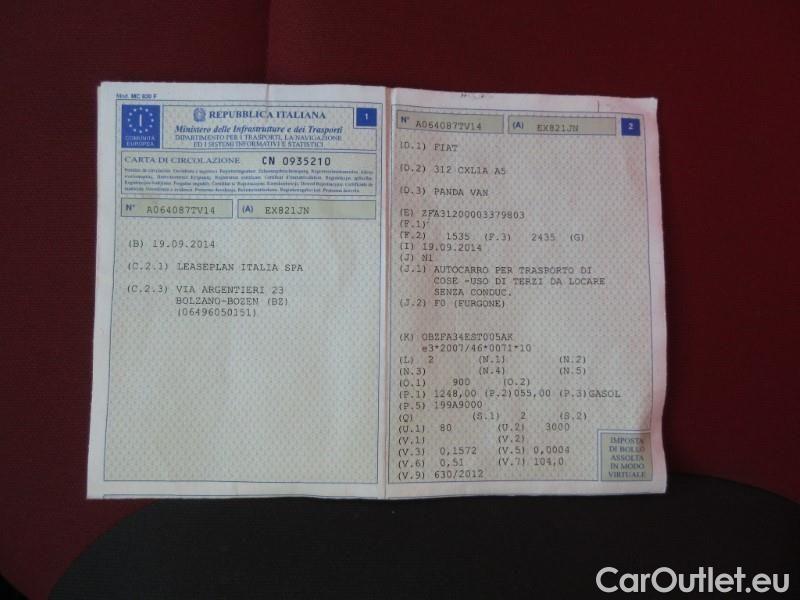 Mod. MC 820 F
REPUBBLICA ITALIANA
1
Ministero delle Infrastrutture e dei Trasporti
DIPARTIMENTO PER I TRASPORTI, LA NAVIGAZIONE
ED I SISTEMI INFORMATIVI E STATISTICI
I
COMUNITÀ
EUROPEA
CARTA DI CIRCOLAZIONE CN 0935210
N° A064087TV14 (A) EX821JN
(B) 19.09.2014
(C.2.1) LEASEPLAN ITALIA SPA
(C.2.3) VIA ARGENTIERI 23
BOLZANO-BOZEN (BZ)
(06496050151)
N° A064087TV14 (A) EX821JN 2
(D.1) FIAT
(D.2) 312 CXL1A A5
(D.3) PANDA VAN
(E) ZFA31200003379803
(F.1)
(F.2) 1535 (F.3) 2435 (G)
(I) 19.09.2014
(J) N1
(J.1) AUTOCARRO PER TRASPORTO DI
COSE -USO DI TERZI DA LOCARE
SENZA CONDUC.
(J.2) F0 (FURGONE)
(K) OBZFA34EST005AK
e3*2007/46*0071*10
(L) 2 (N.1) (N.2)
(N.3) (N.4) (N.5)
(O.1) 900 (O.2)
(P.1) 1248,00 (P.2)055,00 (P.3)GASOL
(P.5) 199A9000
(Q) (S.1) 2 (S.2)
(U.1) 80 (U.2) 3000
(V.1) (V.2)
(V.3) 0,1572 (V.5) 0,0004
(V.6) 0,51 (V.7) 104,0
(V.9) 630/2012
IMPOSTA
DI BOLLO
ASSOLTA
IN MODO
VIRTUALE
CarOutlet.eu